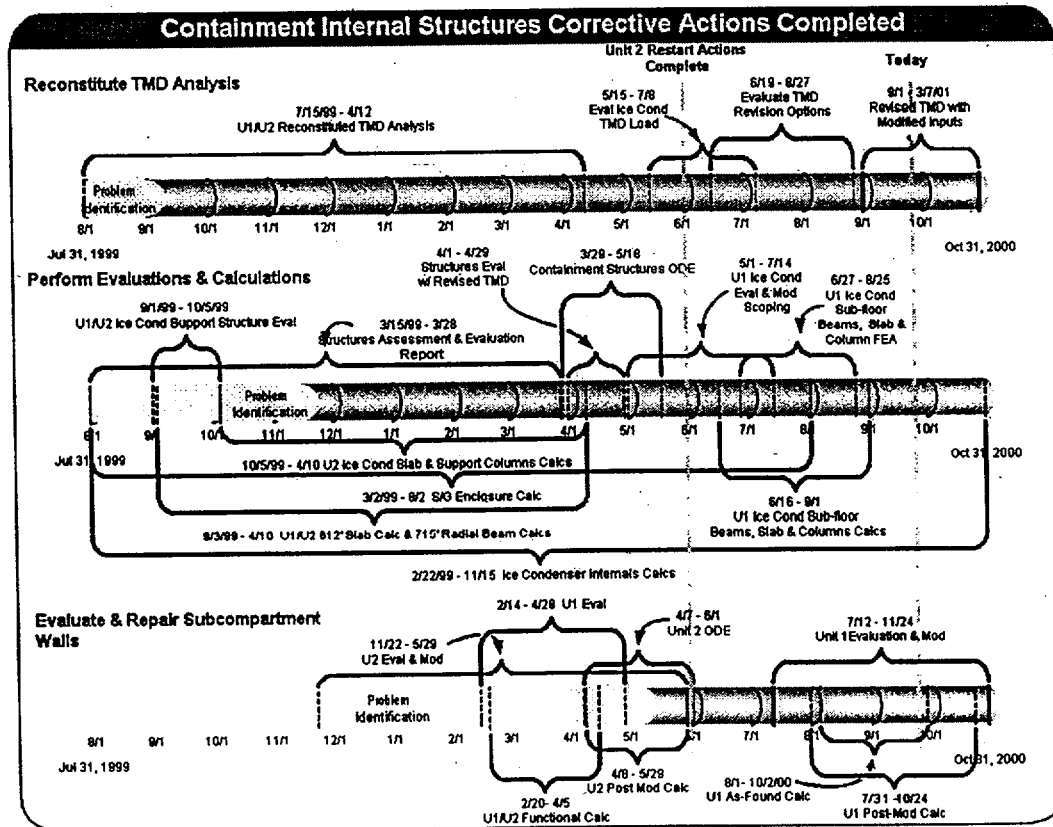 Containment Internal Structures Corrective Actions Completed
Reconstitute TMD Analysis
7/15/99 - 4/12
U1/U2 Reconstituted TMD Analysis
Unit 2 Restart Actions
Complete
5/15 - 7/8
Eval Ice Cond
TMD Load
6/19 - 8/27
Evaluate TMD
Revision Options
Today
9/1 3/7/01
Revised TMD with
Modified Inputs
Problem
Identification
8/1 9/1 10/1 11/1 12/1 1/1 2/1 3/1 4/1 5/1 6/1 7/1 8/1 9/1 10/1
Jul 31, 1999
Oct 31, 2000
Perform Evaluations & Calculations
9/1/99 - 10/5/99
U1/U2 Ice Cond Support Structure Eval
3/15/99 - 3/28
Structures Assessment & Evaluation
Report
4/1 - 4/29
Structures Eval
w/ Revised TMD
3/29 - 5/18
Containment Structures ODE
5/1 - 7/14
U1 Ice Cond
Eval & Mod
Scoping
6/27 - 8/25
U1 Ice Cond
Sub-floor
Beams, Slab &
Column FEA
Problem
Identification
8/1 9/1 10/1 11/1 12/1 1/1 2/1 3/1 4/1 5/1 6/1 7/1 8/1 9/1 10/1
Jul 31, 1999
Oct 31, 2000
10/5/99 - 4/10 U2 Ice Cond Slab & Support Columns Calcs
3/2/99 - 8/2 S/G Enclosure Calc
9/3/99 - 4/10 U1/U2 612' Slab Calc & 715' Radial Beam Calcs
6/16 - 9/1
U1 Ice Cond Sub-floor
Beams, Slab & Columns Calcs
2/22/99 - 11/15 Ice Condenser Internals Calcs
Evaluate & Repair Subcompartment
Walls
2/14 - 4/28 U1 Eval
11/22 - 5/29
U2 Eval & Mod
4/7 - 6/1
Unit 2 ODE
7/12 - 11/24
Unit 1 Evaluation & Mod
Problem
Identification
8/1 9/1 10/1 11/1 12/1 1/1 2/1 3/1 4/1 5/1 6/1 7/1 8/1 9/1 10/1
Jul 31, 1999
Oct 31, 2000
2/20 - 4/5
U1/U2 Functional Calc
4/8 - 5/29
U2 Post Mod Calc
8/1 - 10/2/00
U1 As-Found Calc
7/31 - 10/24
U1 Post-Mod Calc